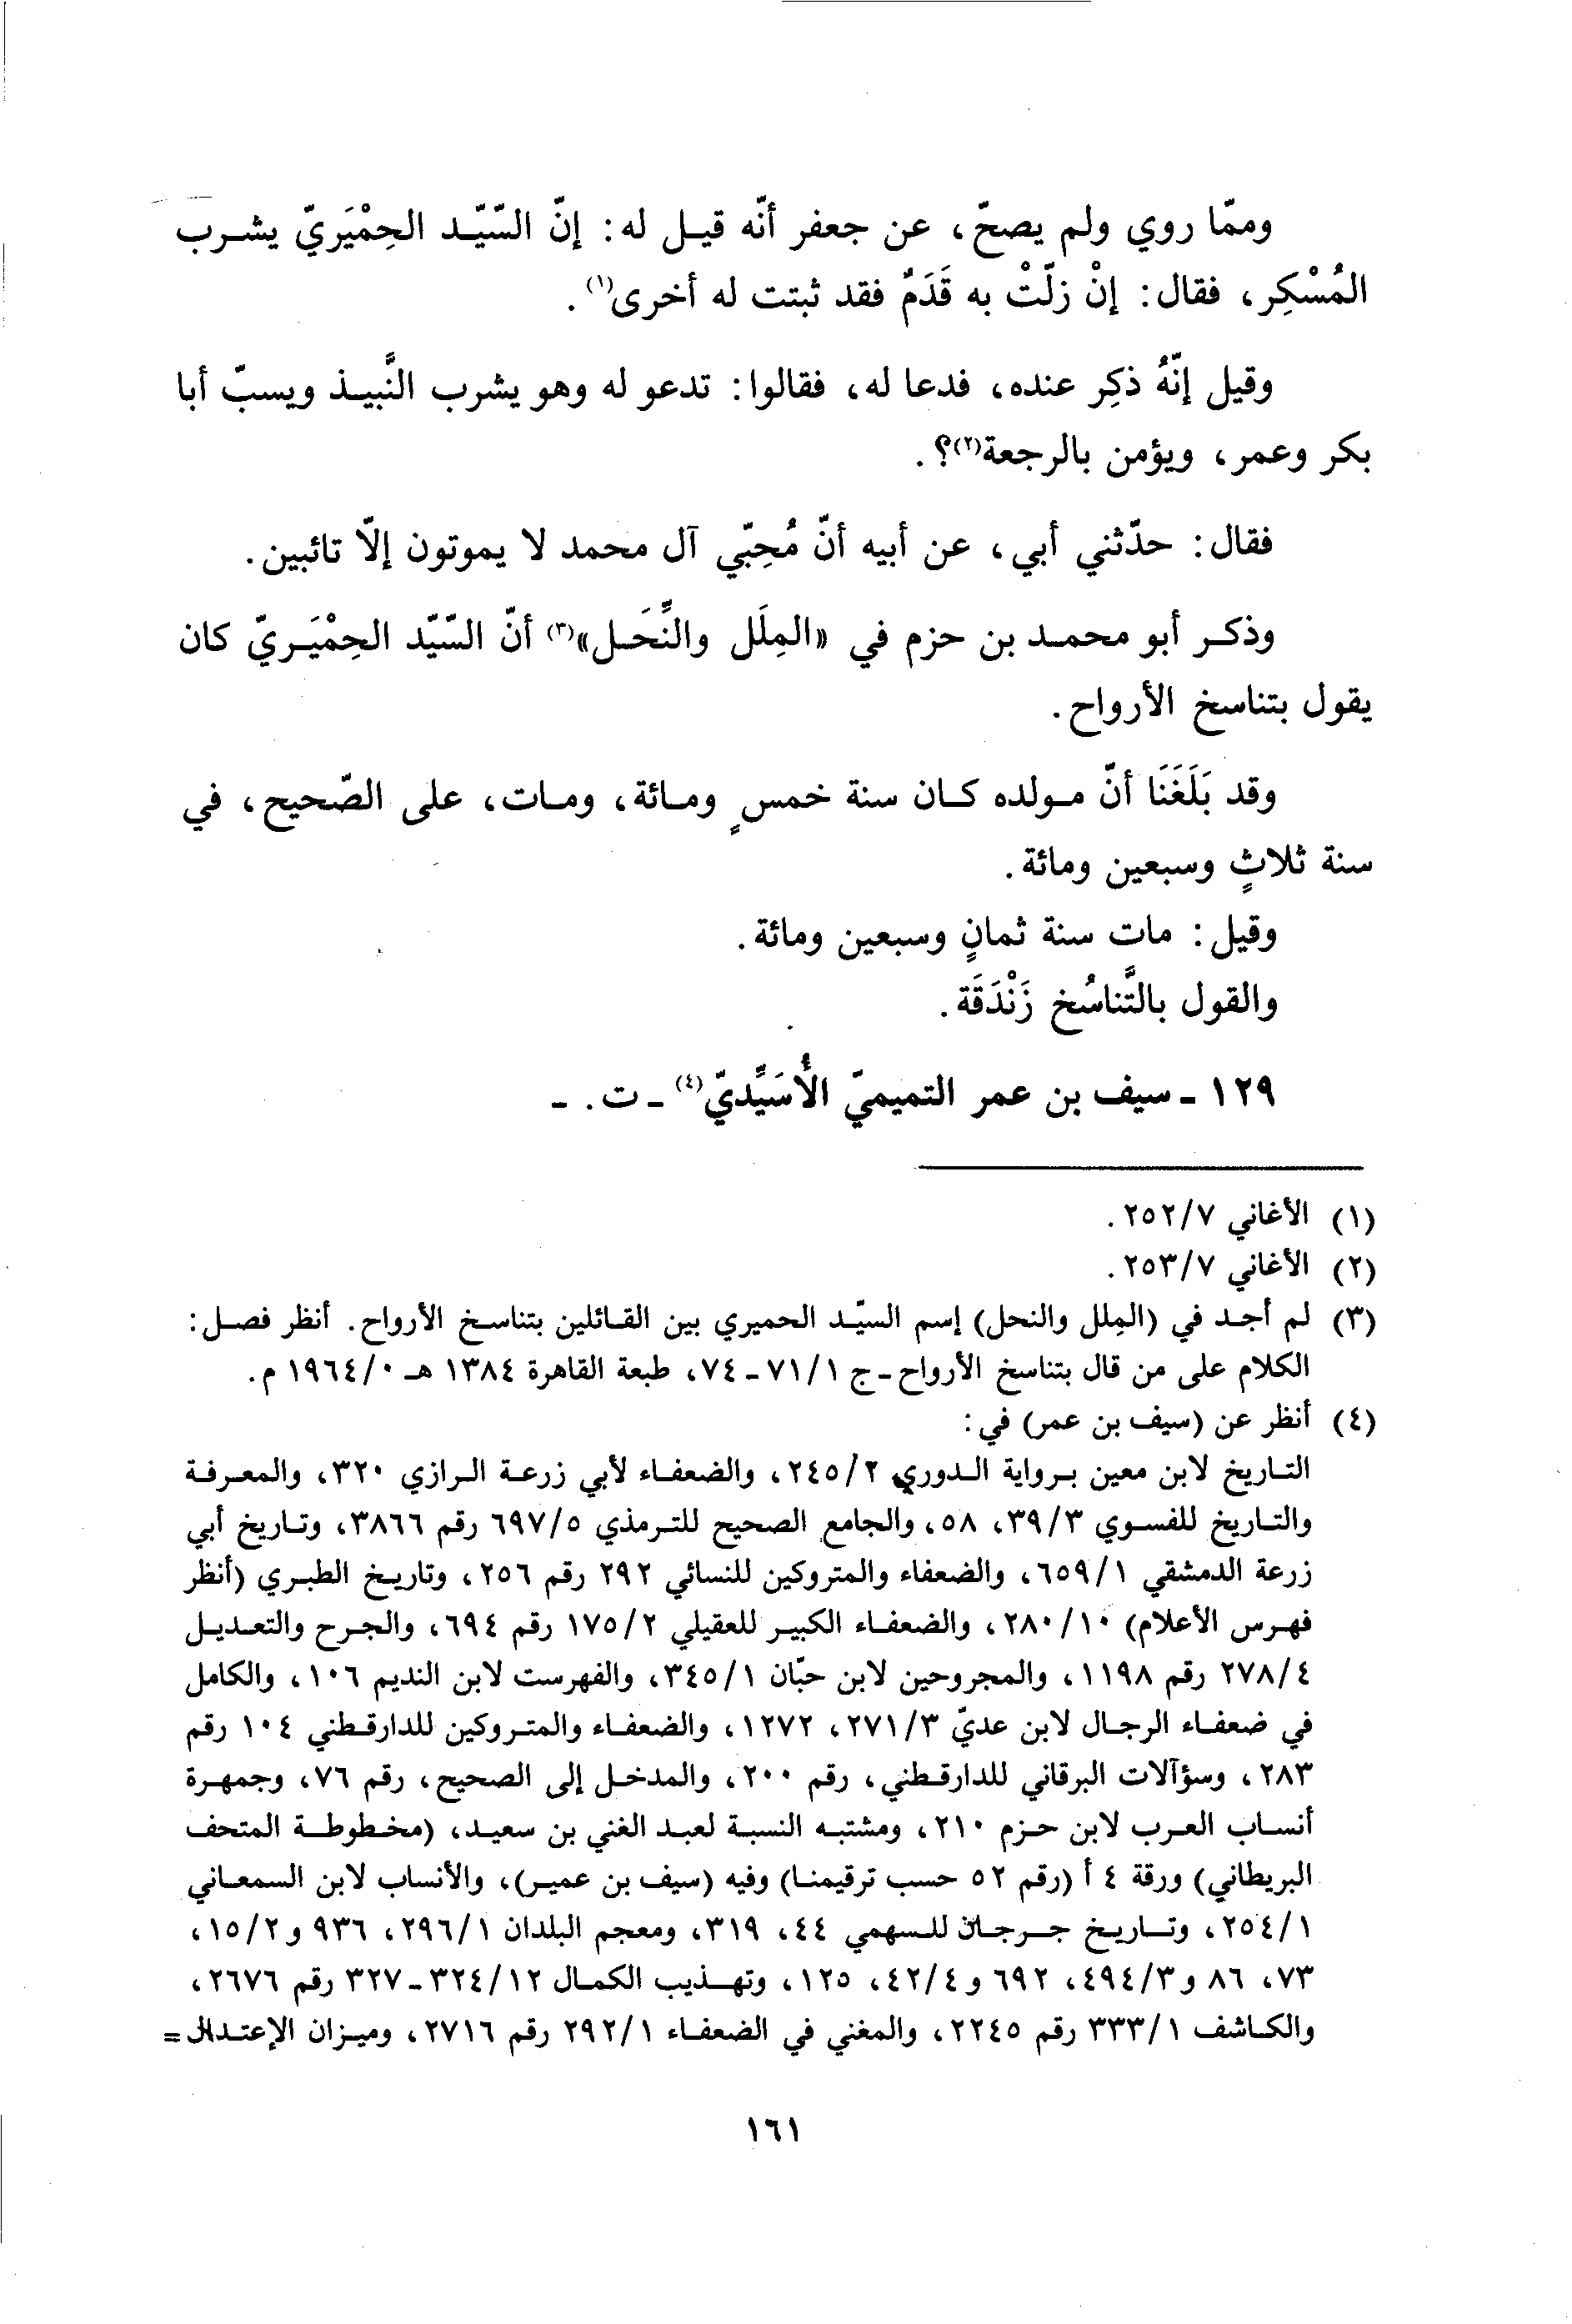 وممّا روي ولم يصحّ، عن جعفر أنّه قيل له: إنّ السّيّد الحِمْيَريّ يشرب
المُسْكِر، فقال: إنْ زلّتْ به قَدَمٌ فقد ثبتت له أخرى(١).
وقيل إنّهُ ذكِر عنده، فدعا له، فقالوا: تدعو له وهو يشرب النَّبيذ ويسبّ أبا
بكر وعمر، ويؤمن بالرجعة(٢)؟.
فقال: حدّثني أبي، عن أبيه أنّ مُحِبّي آل محمد لا يموتون إلّا تائبين.
وذكر أبو محمد بن حزم في «المِلَل والنِّحَل»(٣) أنّ السّيّد الحِمْيَريّ كان
يقول بتناسخ الأرواح.
وقد بَلَغَنَا أنّ مولده كان سنة خمسٍ ومائة، ومات، على الصّحيح، في
سنة ثلاثٍ وسبعين ومائة.
وقيل: مات سنة ثمانٍ وسبعين ومائة.
والقول بالتَّناسُخ زَنْدَقَة.
١٢٩ - سيف بن عمر التميميّ الأُسَيِّديّ(٤) - ت. -
(١) الأغاني ٢٥٢/٧.
(٢) الأغاني ٢٥٣/٧.
(٣) لم أجد في (المِلل والنحل) إسم السيّد الحميري بين القائلين بتناسخ الأرواح. أنظر فصل:
الكلام على من قال بتناسخ الأرواح - ج ٧١/١ - ٧٤، طبعة القاهرة ١٣٨٤ هـ ٠/١٩٦٤ م.
(٤) أنظر عن (سيف بن عمر) في:
التاريخ لابن معين برواية الدوري ٢٤٥/٢، والضعفاء لأبي زرعة الرازي ٣٢٠، والمعرفة
والتاريخ للفسوي ٣٩/٣، ٥٨، والجامع الصحيح للترمذي ٦٩٧/٥ رقم ٣٨٦٦، وتاريخ أبي
زرعة الدمشقي ٦٥٩/١، والضعفاء والمتروكين للنسائي ٢٩٢ رقم ٢٥٦، وتاريخ الطبري (أنظر
فهرس الأعلام) ٢٨٠/١٠، والضعفاء الكبير للعقيلي ١٧٥/٢ رقم ٦٩٤، والجرح والتعديل
٢٧٨/٤ رقم ١١٩٨، والمجروحين لابن حبّان ٣٤٥/١، والفهرست لابن النديم ١٠٦، والكامل
في ضعفاء الرجال لابن عديّ ٢٧١/٣، ١٢٧٢، والضعفاء والمتروكين للدارقطني ١٠٤ رقم
٢٨٣، وسؤآلات البرقاني للدارقطني، رقم ٢٠٠، والمدخل إلى الصحيح، رقم ٧٦، وجمهرة
أنساب العرب لابن حزم ٢١٠، ومشتبه النسبة لعبد الغني بن سعيد، (مخطوطة المتحف
البريطاني) ورقة ٤ أ (رقم ٥٢ حسب ترقيمنا) وفيه (سيف بن عمير)، والأنساب لابن السمعاني
٢٥٤/١، وتاريخ جرجان للسهمي ٤٤، ٣١٩، ومعجم البلدان ٢٩٦/١، ٩٣٦ و ١٥/٢،
٧٣، ٨٦ و ٤٩٤/٣، ٦٩٢ و ٤٢/٤، ١٢٥، وتهذيب الكمال ٣٢٤/١٢ - ٣٢٧ رقم ٢٦٧٦،
والكاشف ٣٣٣/١ رقم ٢٢٤٥، والمغني في الضعفاء ٢٩٢/١ رقم ٢٧١٦، وميزان الإعتدال =
١٦١